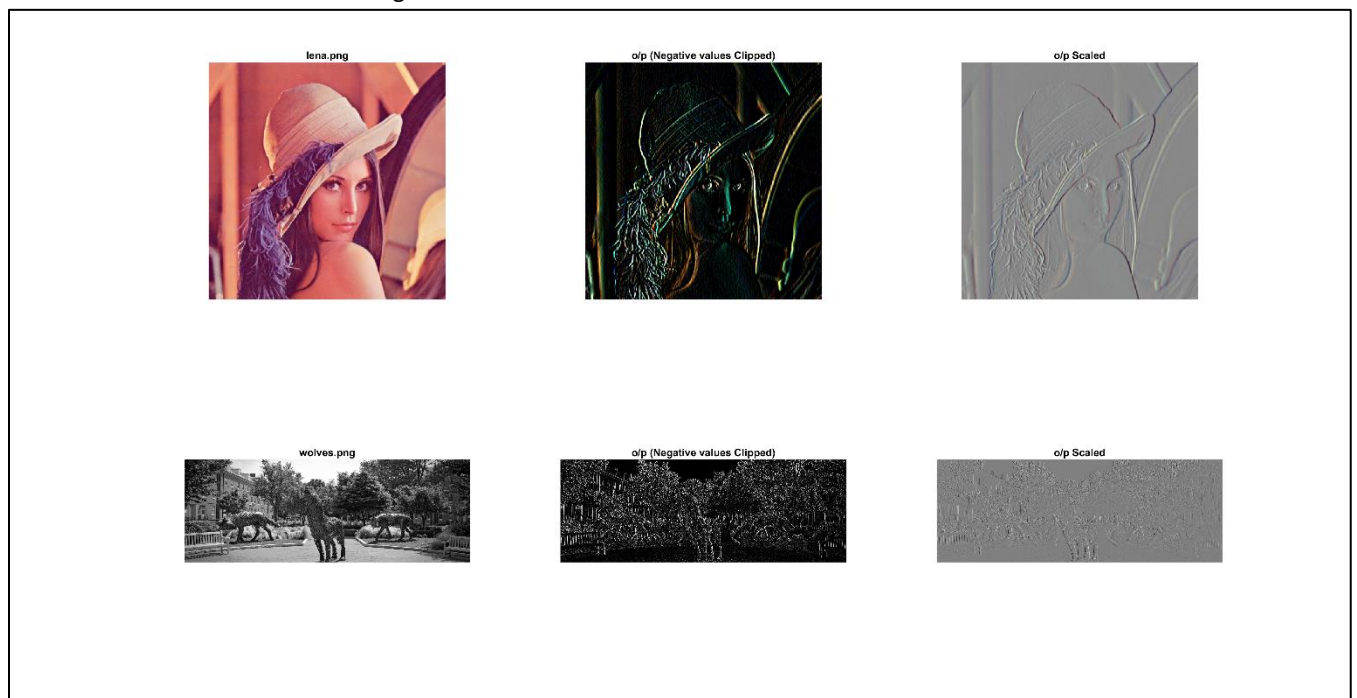 lena.png
o/p (Negative values Clipped)
o/p Scaled
wolves.png
o/p (Negative values Clipped)
o/p Scaled